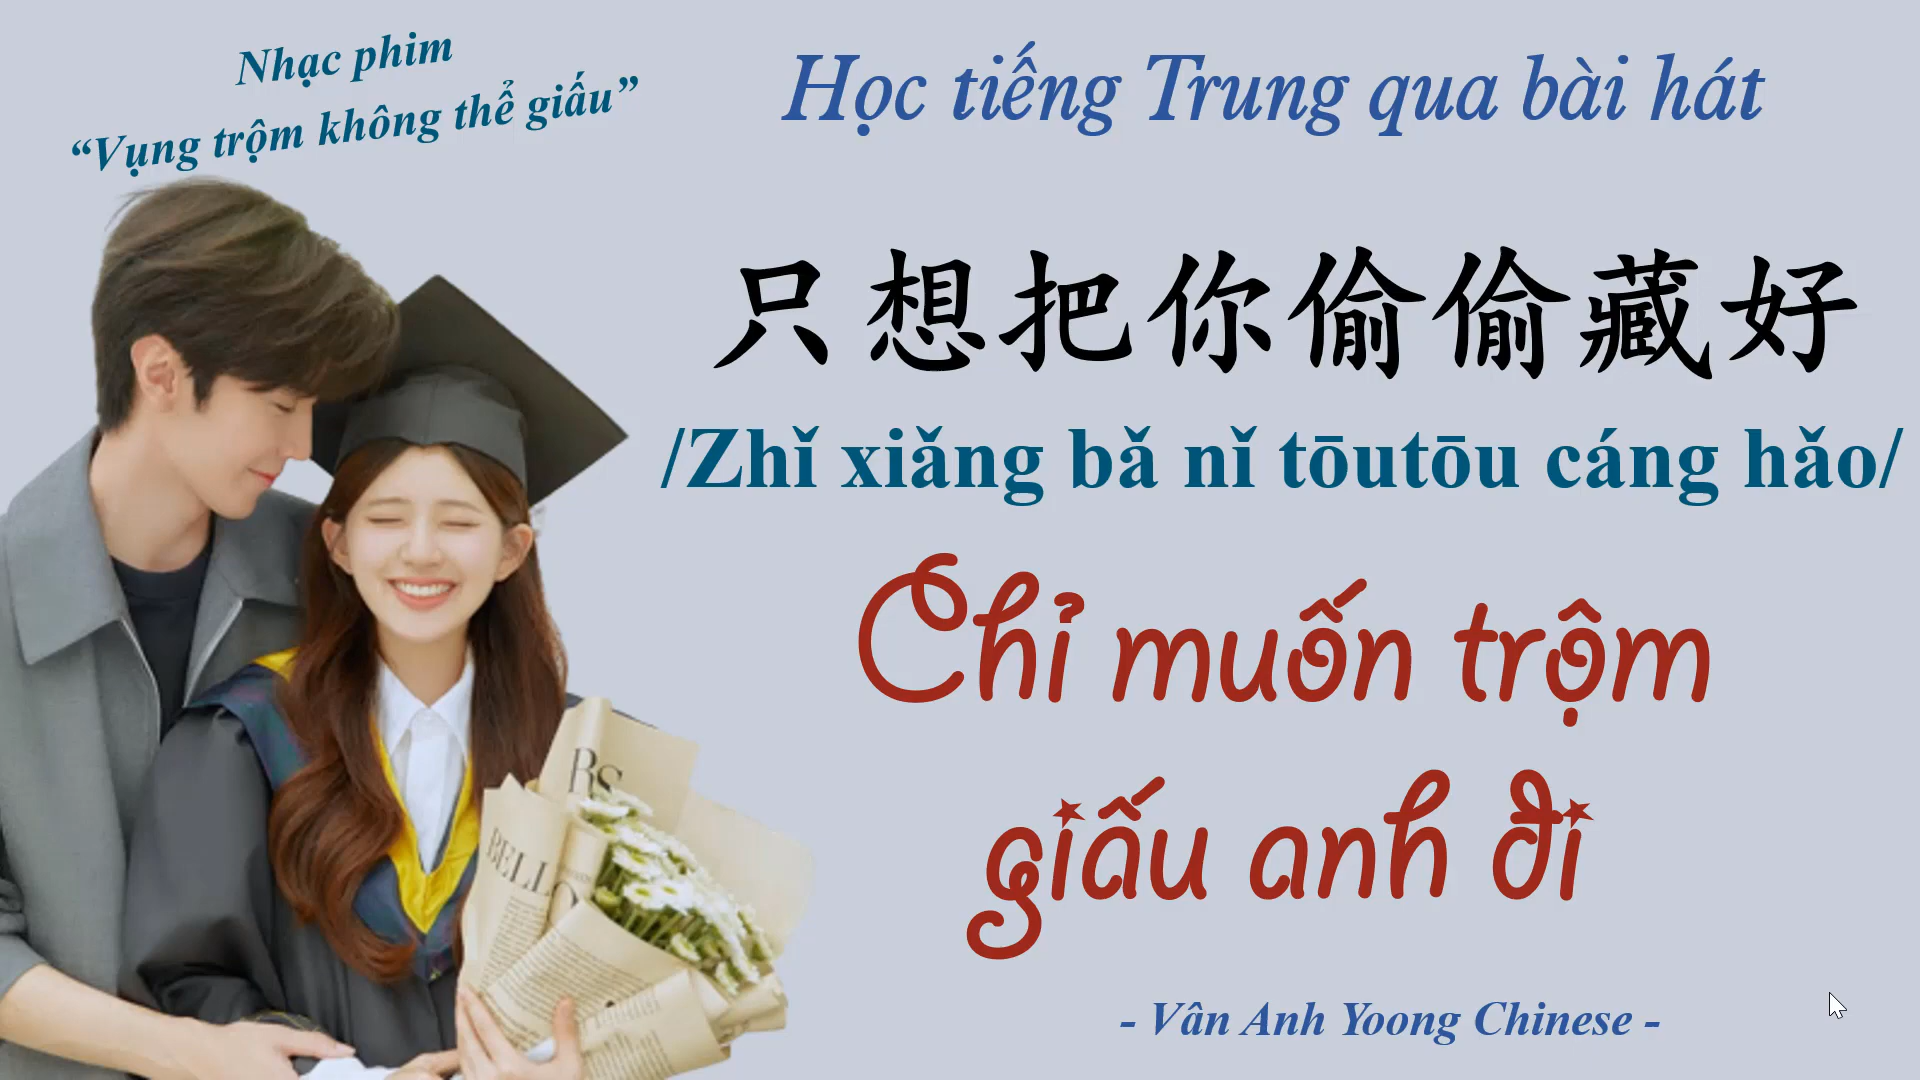 Nhạc phim
“Vụng trộm không thể giấu”
Học tiếng Trung qua bài hát
只想把你偷偷藏好
/Zhǐ xiǎng bǎ nǐ tōutōu cáng hǎo/
Chỉ muốn trộm
giấu anh đi
RS
BELL
- Vân Anh Yoong Chinese -